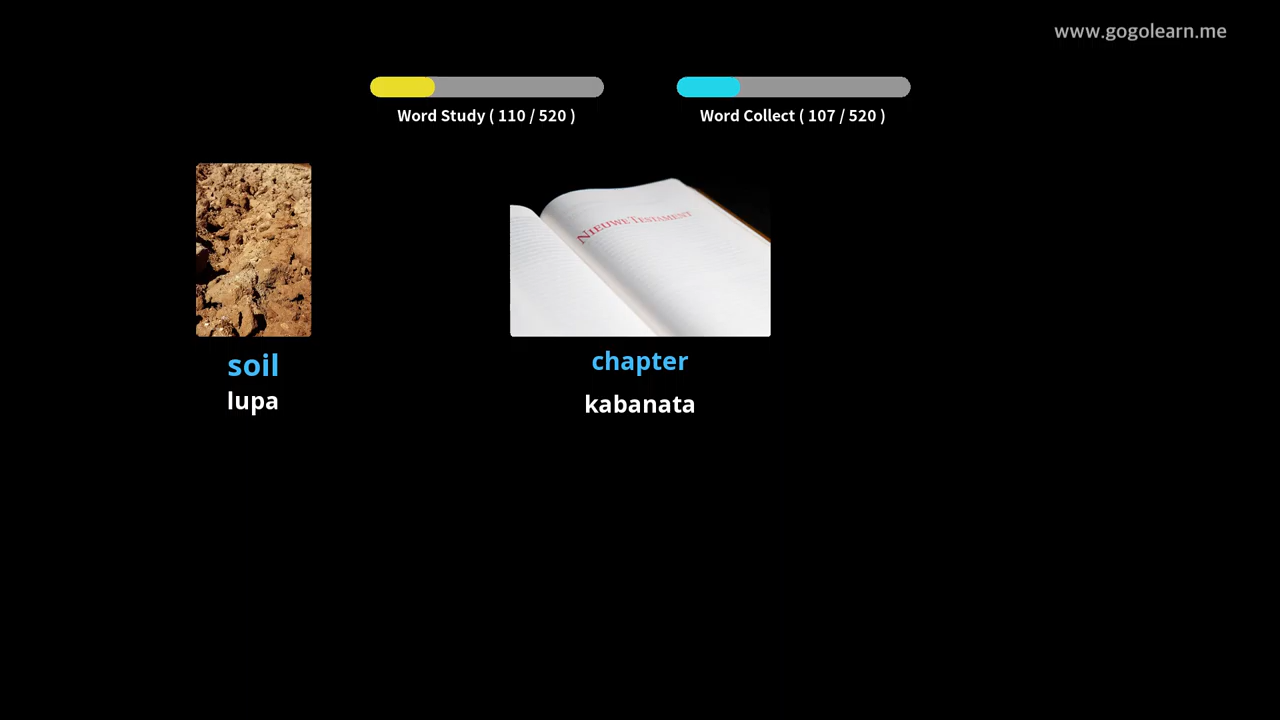 www.gogolearn.me
Word Study ( 110 / 520 )
Word Collect ( 107 / 520 )
NIEUWE TESTAMENT
soil
lupa
chapter
kabanata